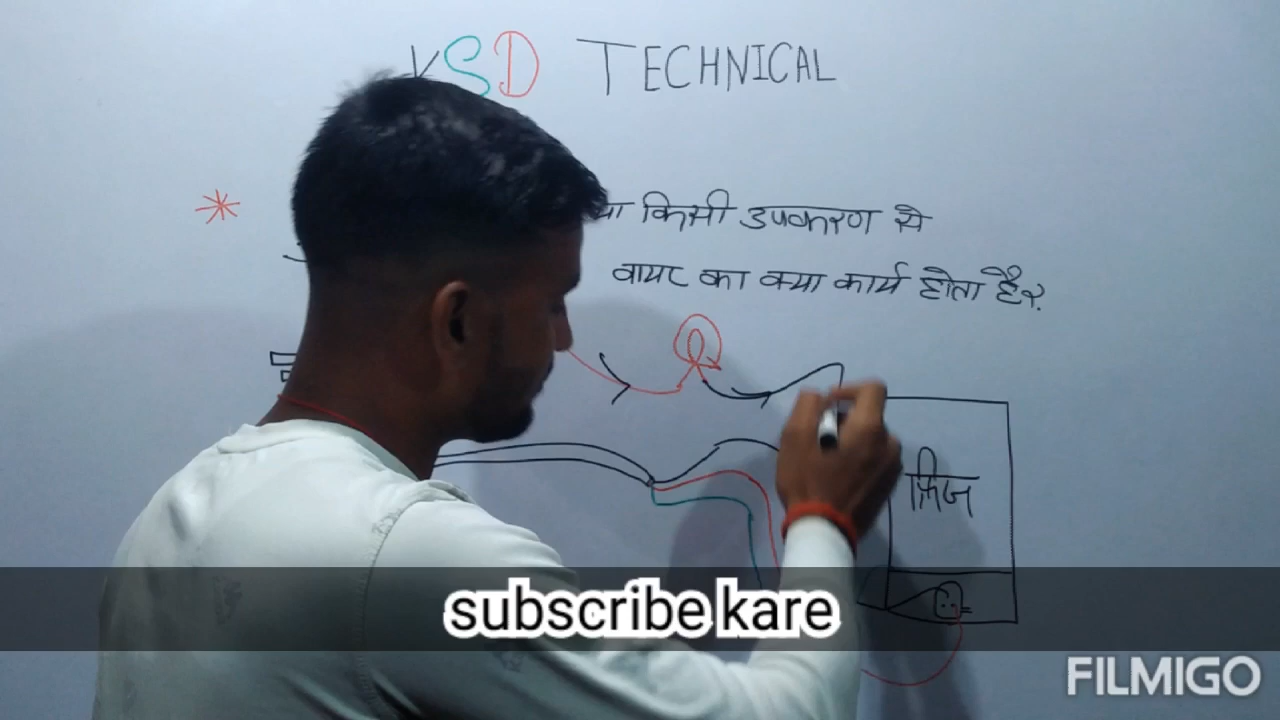 VSD TECHNICAL
किसी उपकरण से
वायर का क्या कार्य होता है?
फ्रिज
subscribe kare
FILMIGO